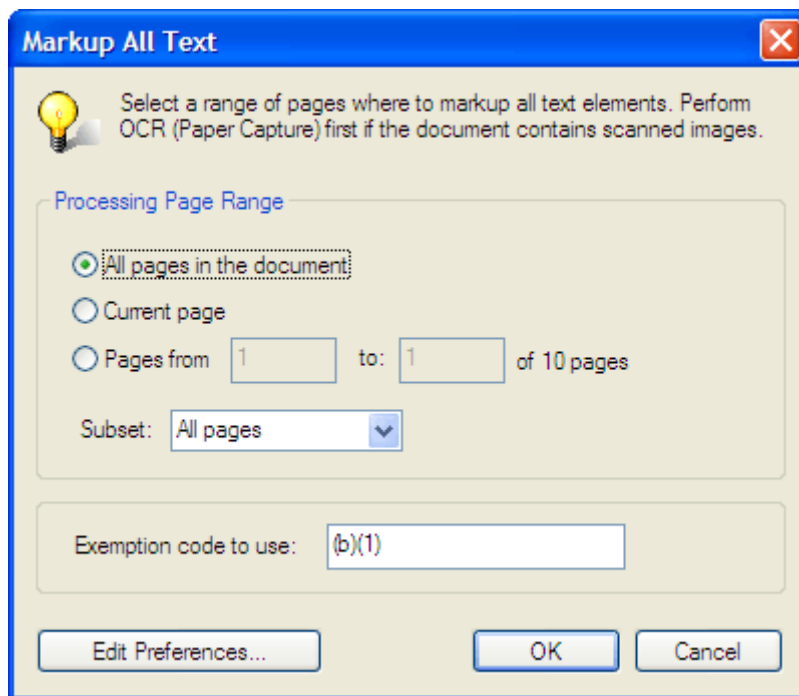 Markup All Text
Select a range of pages where to markup all text elements. Perform
OCR (Paper Capture) first if the document contains scanned images.
Processing Page Range
All pages in the document
Current page
Pages from 1 to: 1 of 10 pages
Subset: All pages
Exemption code to use: (b)(1)
Edit Preferences... OK Cancel